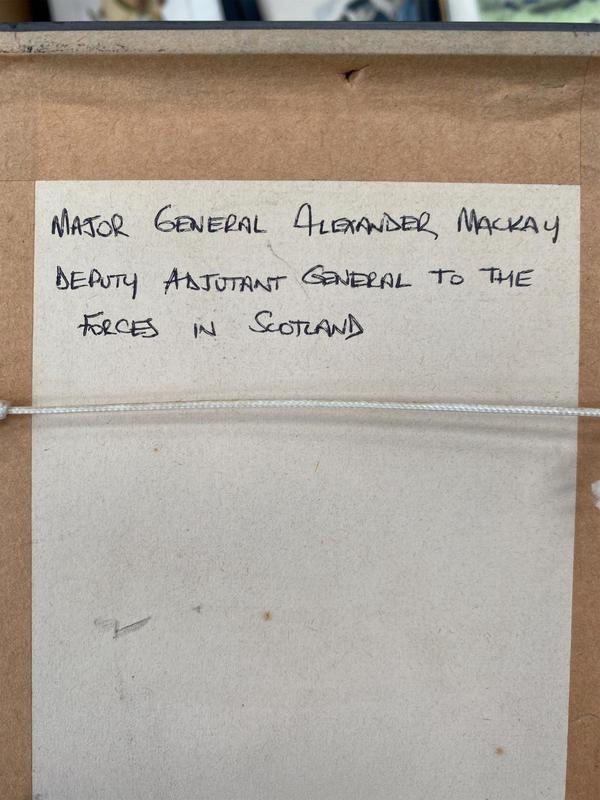 MAJOR GENERAL ALEXANDER MACKAY
DEPUTY ADJUTANT GENERAL TO THE
FORCES IN SCOTLAND